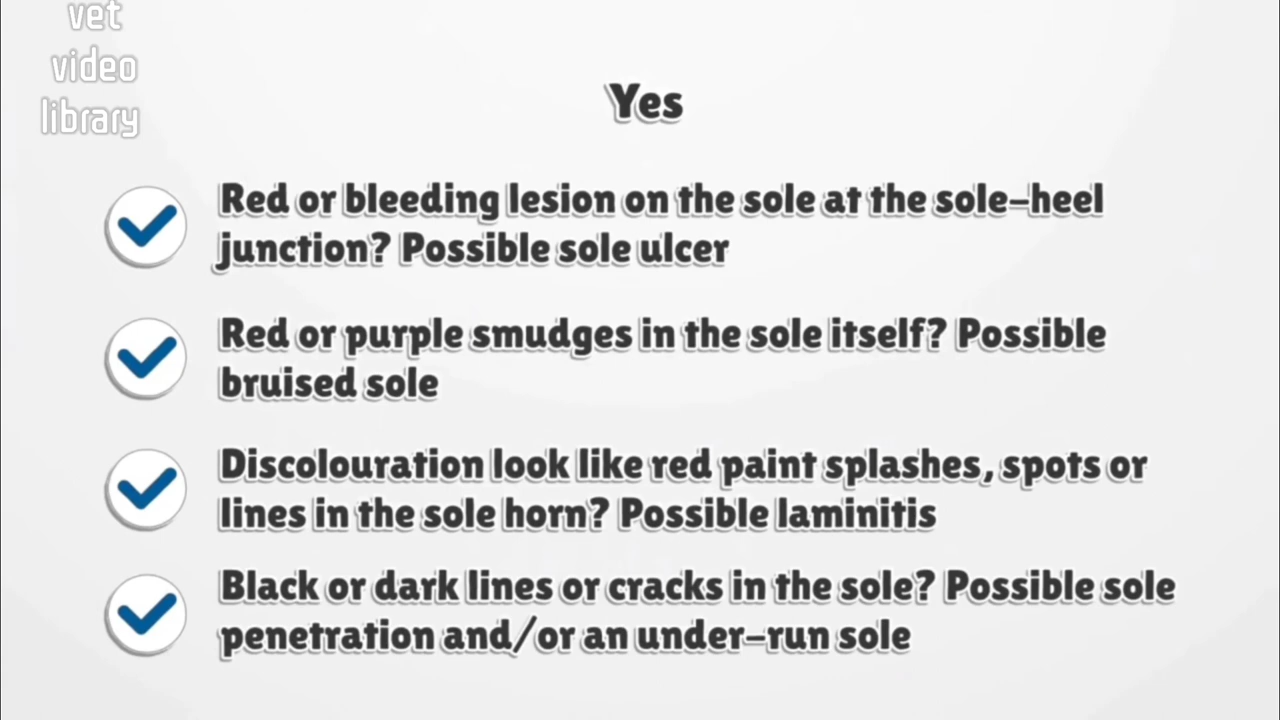 vet
video
library
Yes
Red or bleeding lesion on the sole at the sole-heel
junction? Possible sole ulcer
Red or purple smudges in the sole itself? Possible
bruised sole
Discolouration look like red paint splashes, spots or
lines in the sole horn? Possible laminitis
Black or dark lines or cracks in the sole? Possible sole
penetration and/or an under-run sole